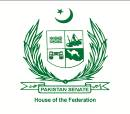 PAKISTAN SENATE
House of the Federation